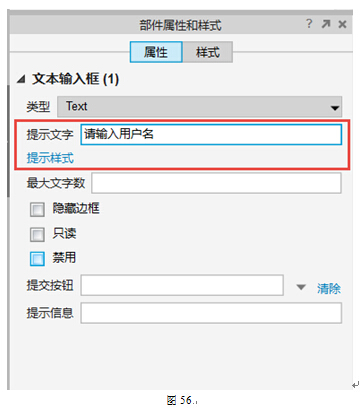 部件属性和样式 ?
属性 样式
文本输入框 (1)
类型 Text
提示文字 请输入用户名
提示样式
最大文字数
隐藏边框
只读
禁用
提交按钮 清除
提示信息
图 56.